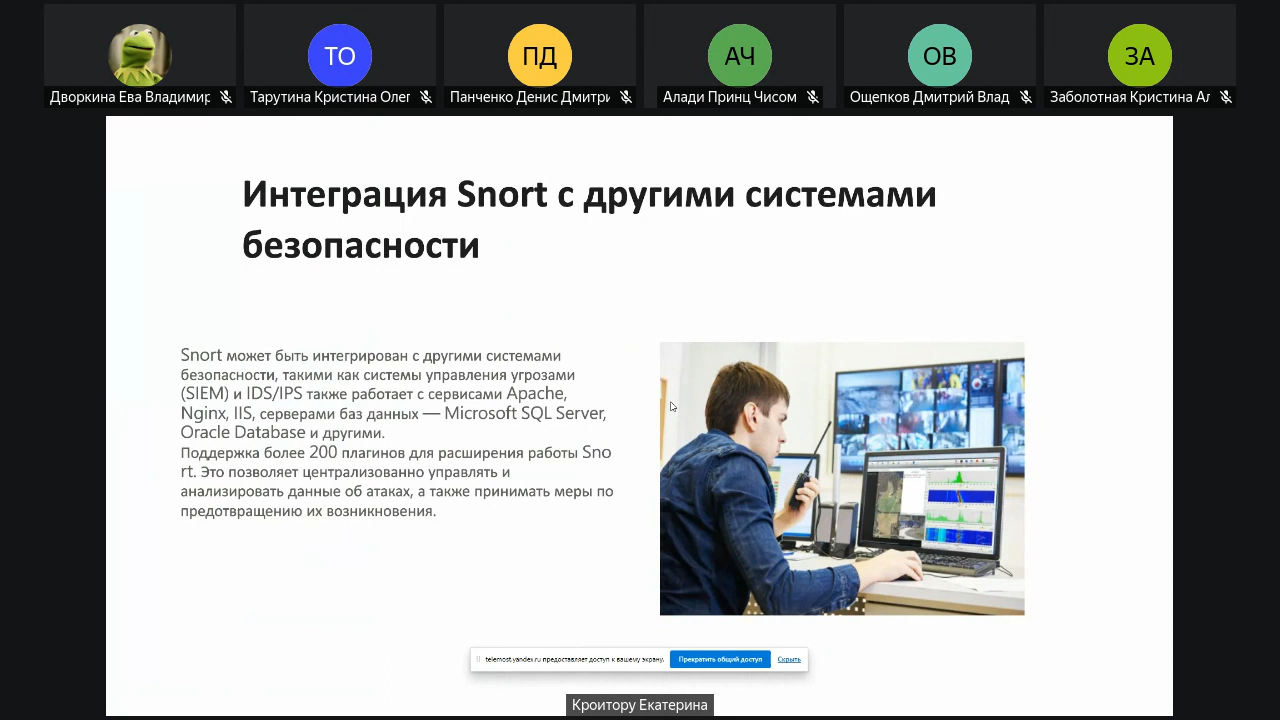 ТО
ПД
АЧ
ОВ
ЗА
Дворкина Ева Владимир
Тарутина Кристина Олег
Панченко Денис Дмитри
Алади Принц Чисом
Ощепков Дмитрий Влад
Заболотная Кристина Ал
Интеграция Snort с другими системами
безопасности
Snort может быть интегрирован с другими системами
безопасности, такими как системы управления угрозами
(SIEM) и IDS/IPS также работает с сервисами Apache,
Nginx, IIS, серверами баз данных — Microsoft SQL Server,
Oracle Database и другими.
Поддержка более 200 плагинов для расширения работы Sno
rt. Это позволяет централизованно управлять и
анализировать данные об атаках, а также принимать меры по
предотвращению их возникновения.
telemost.yandex.ru предоставляет доступ к вашему экрану.
Прекратить общий доступ
Скрыть
Кроитору Екатерина